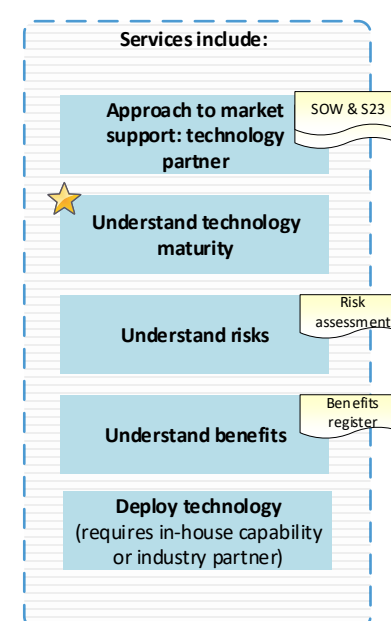 Services include:
Approach to market
support: technology
partner
SOW & S23
Understand technology
maturity
Understand risks
Risk
assessment
Understand benefits
Benefits
register
Deploy technology
(requires in-house capability
or industry partner)